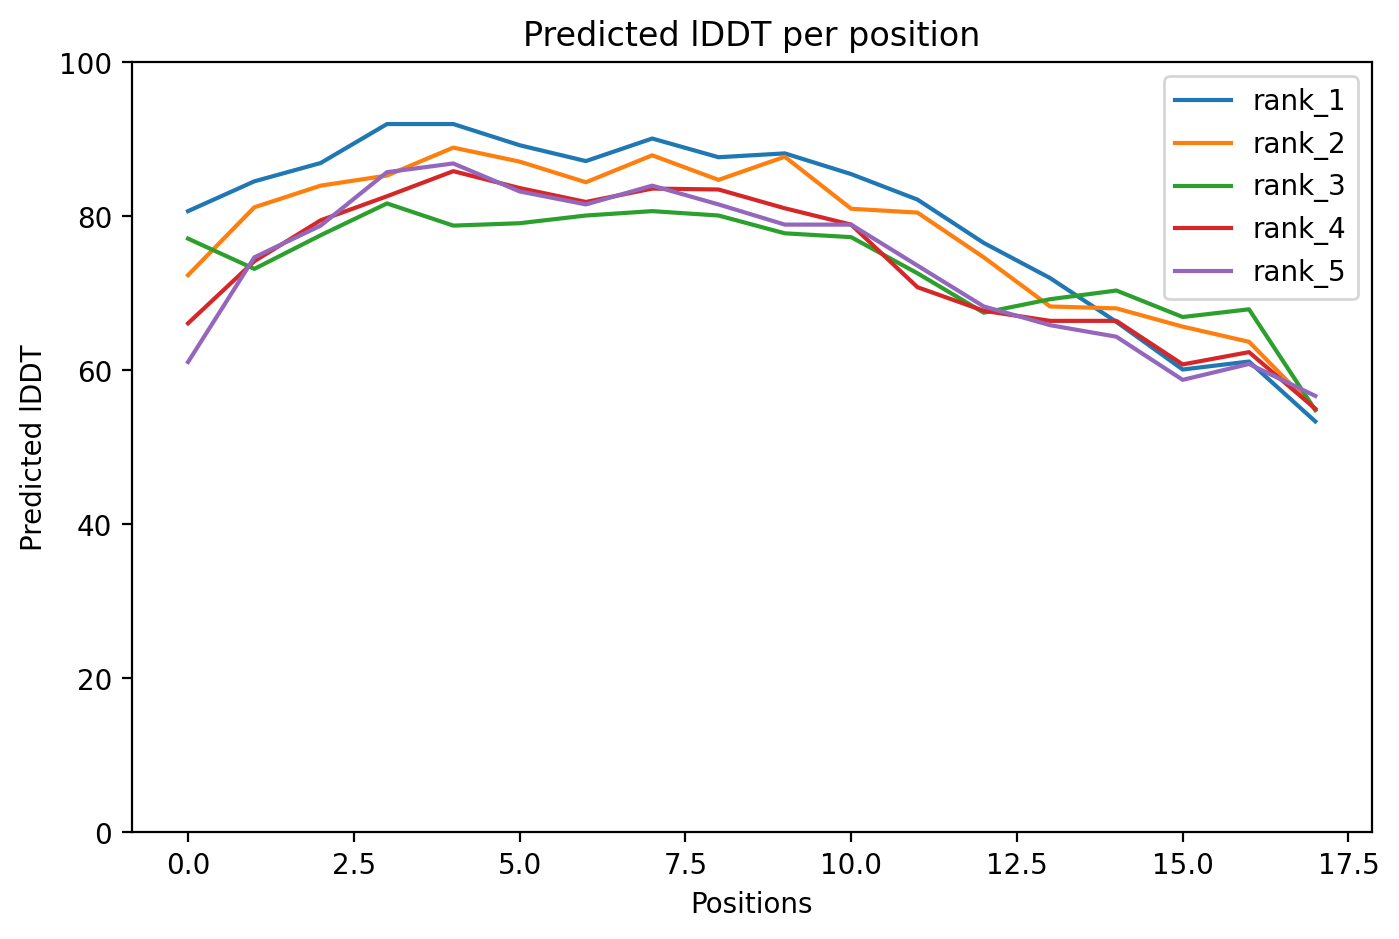 Predicted lDDT per position
100
80
60
40
20
0
Predicted lDDT
rank_1
rank_2
rank_3
rank_4
rank_5
0.0 2.5 5.0 7.5 10.0 12.5 15.0 17.5
Positions